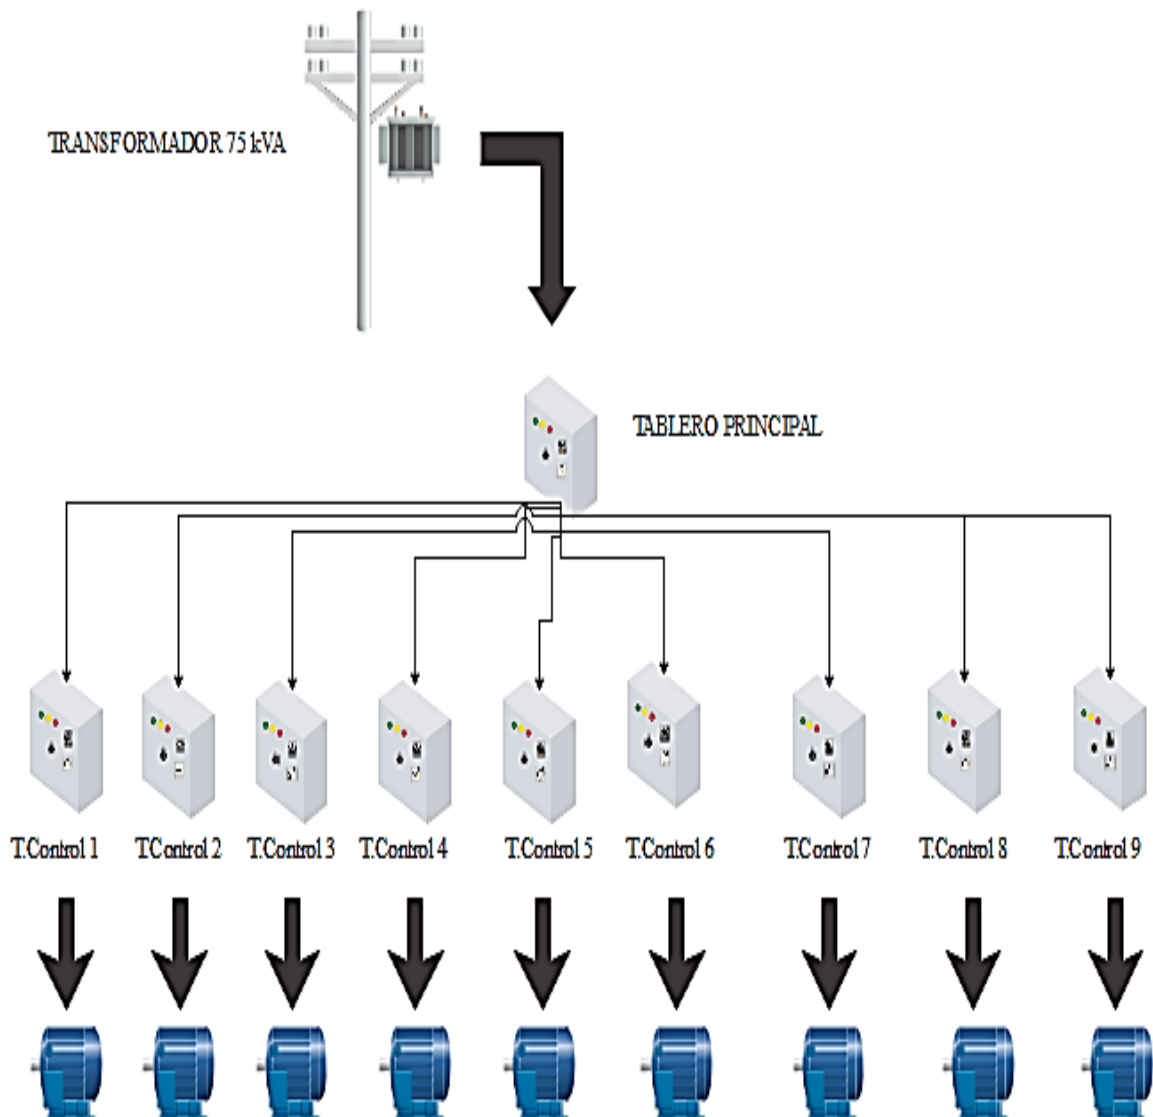 TRANSFORMADOR 75 kVA
TABLERO PRINCIPAL
T.Control 1
T.Control 2
T.Control 3
T.Control 4
T.Control 5
T.Control 6
T.Control 7
T.Control 8
T.Control 9